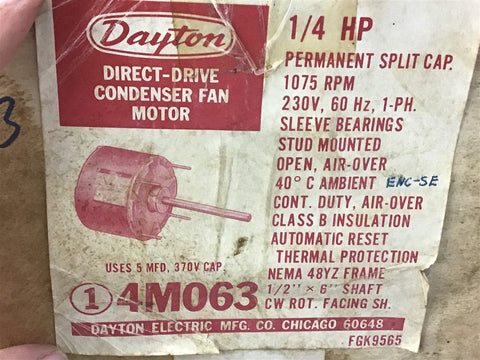 3
Dayton
DIRECT-DRIVE
CONDENSER FAN
MOTOR
1/4 HP
PERMANENT SPLIT CAP.
1075 RPM
230V, 60 Hz, 1-PH.
SLEEVE BEARINGS
STUD MOUNTED
OPEN, AIR-OVER
40° C AMBIENT ENC-SE
CONT. DUTY, AIR-OVER
CLASS B INSULATION
AUTOMATIC RESET
THERMAL PROTECTION
NEMA 48YZ FRAME
1/2" x 6" SHAFT
CW ROT. FACING SH.
USES 5 MFD, 370V CAP.
1 4M063
DAYTON ELECTRIC MFG. CO. CHICAGO 60648
FGK9565